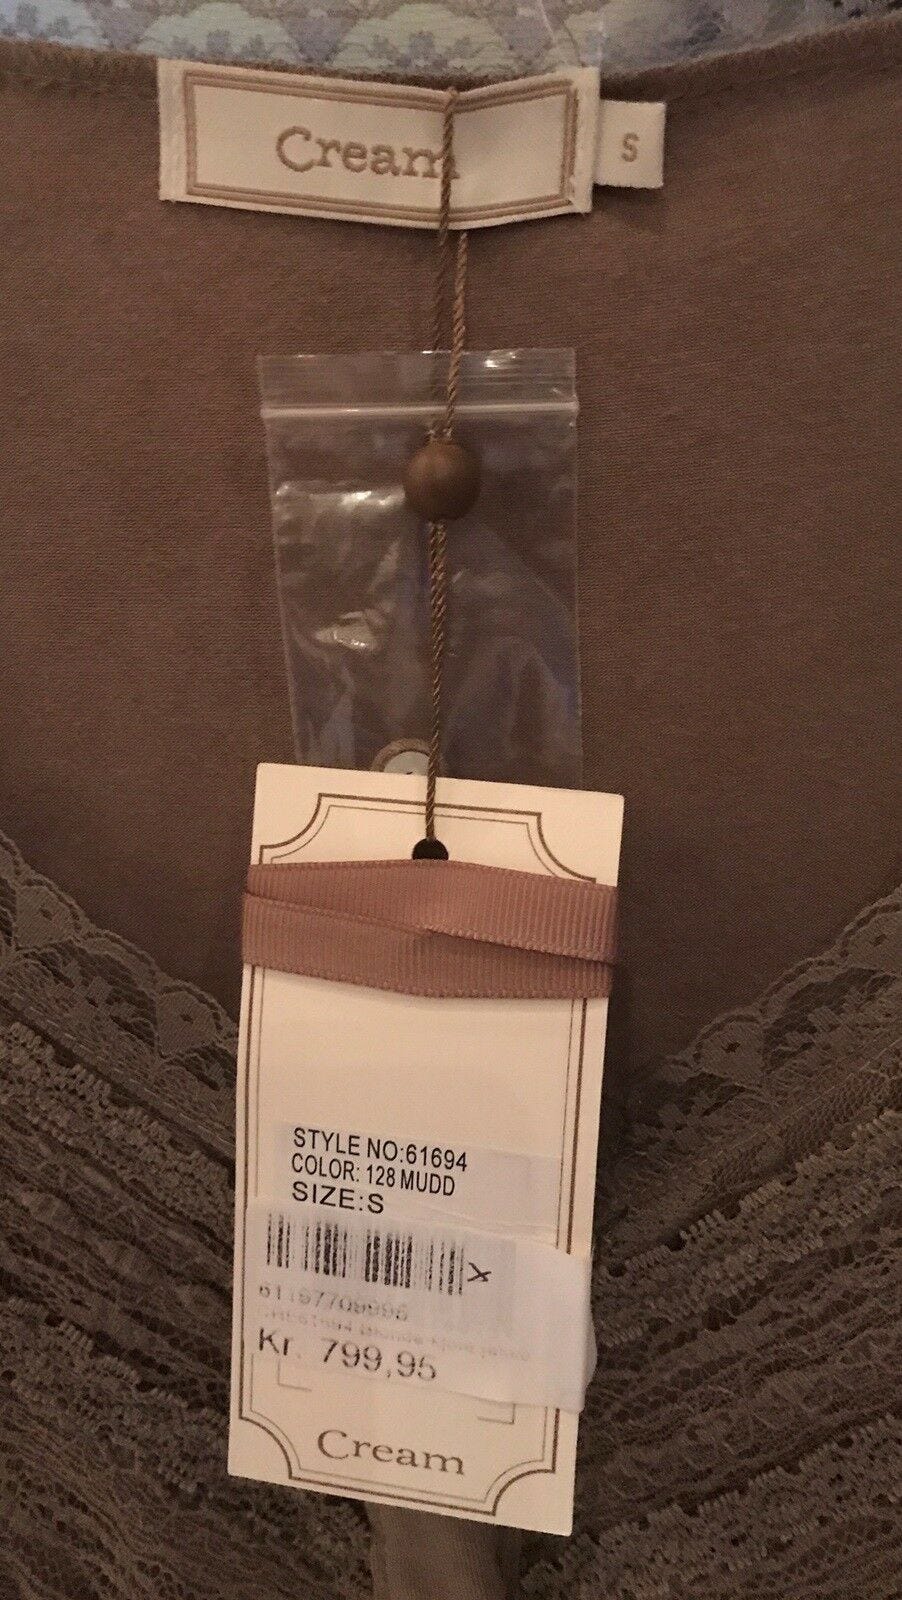 Cream
S
STYLE NO:61694
COLOR: 128 MUDD
SIZE:S
X
Kr. 799,95
Cream